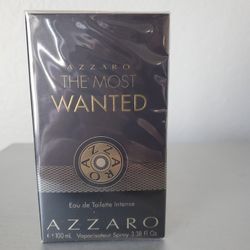 AZZARO
THE MOST
WANTED
AZZARO
Eau de Toilette Intense
AZZARO
e 100 mL Vaporisateur Spray 3.38 Fl. Oz